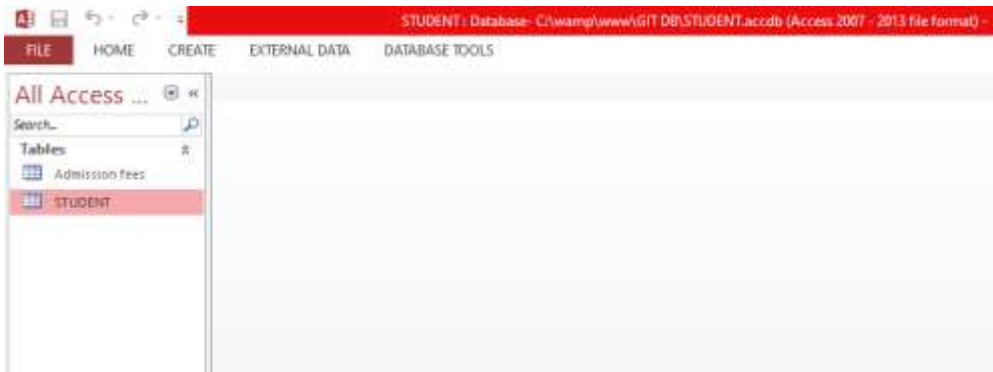 STUDENT : Database- C:\wamp\www\GIT DB\STUDENT.accdb (Access 2007 - 2013 file format) -
FILE HOME CREATE EXTERNAL DATA DATABASE TOOLS
All Access ...
Search...
Tables
Admission fees
STUDENT